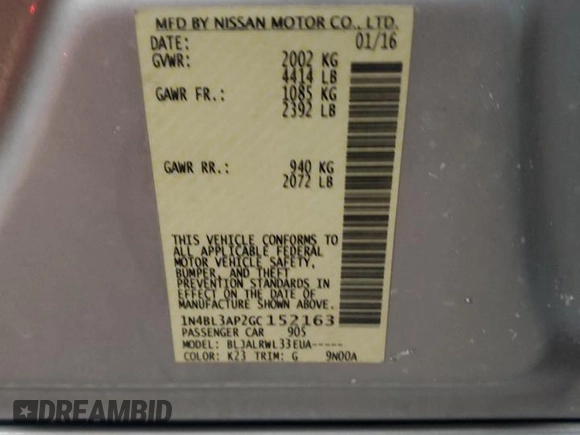 MFD BY NISSAN MOTOR CO., LTD.
DATE: 01/16
GVWR: 2002 KG
4414 LB
GAWR FR.: 1085 KG
2392 LB
GAWR RR.: 940 KG
2072 LB
THIS VEHICLE CONFORMS TO
ALL APPLICABLE FEDERAL
MOTOR VEHICLE SAFETY,
BUMPER, AND THEFT
PREVENTION STANDARDS IN
EFFECT ON THE DATE OF
MANUFACTURE SHOWN ABOVE.
1N4BL3AP2GC152163
PASSENGER CAR 905
MODEL: BLJALRWL33EUA-----
COLOR: K23 TRIM: G 9N00A
DREAMBID